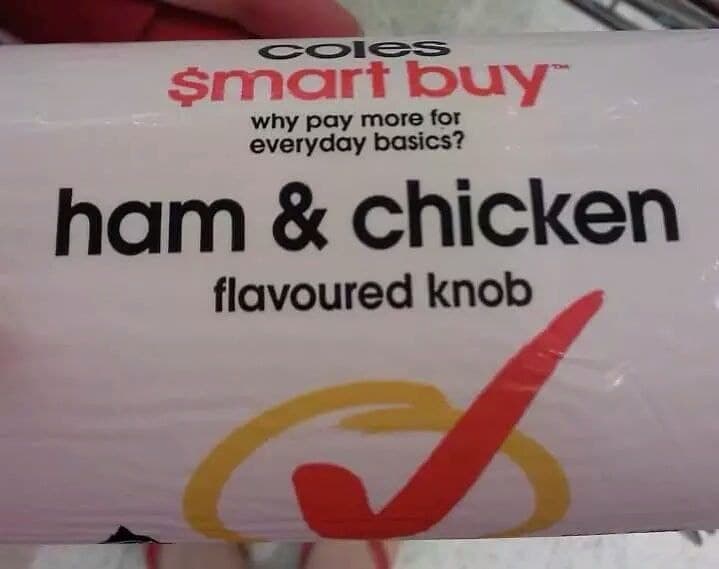 coles
$mart buy™
why pay more for
everyday basics?
ham & chicken
flavoured knob